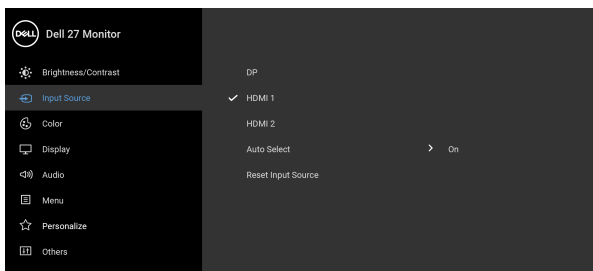 DELL Dell 27 Monitor
Brightness/Contrast
Input Source
Color
Display
Audio
Menu
Personalize
Others
DP
HDMI 1
HDMI 2
Auto Select On
Reset Input Source